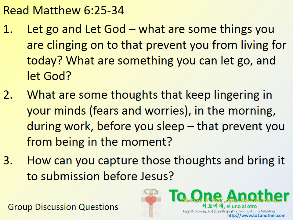 Read Matthew 6:25-34
1. Let go and Let God – what are some things you
are clinging on to that prevent you from living for
today? What are something you can let go, and
let God?
2. What are some thoughts that keep lingering in
your minds (fears and worries), in the morning,
during work, before you sleep – that prevent you
from being in the moment?
3. How can you capture those thoughts and bring it
to submission before Jesus?
To One Another
Group Discussion Questions